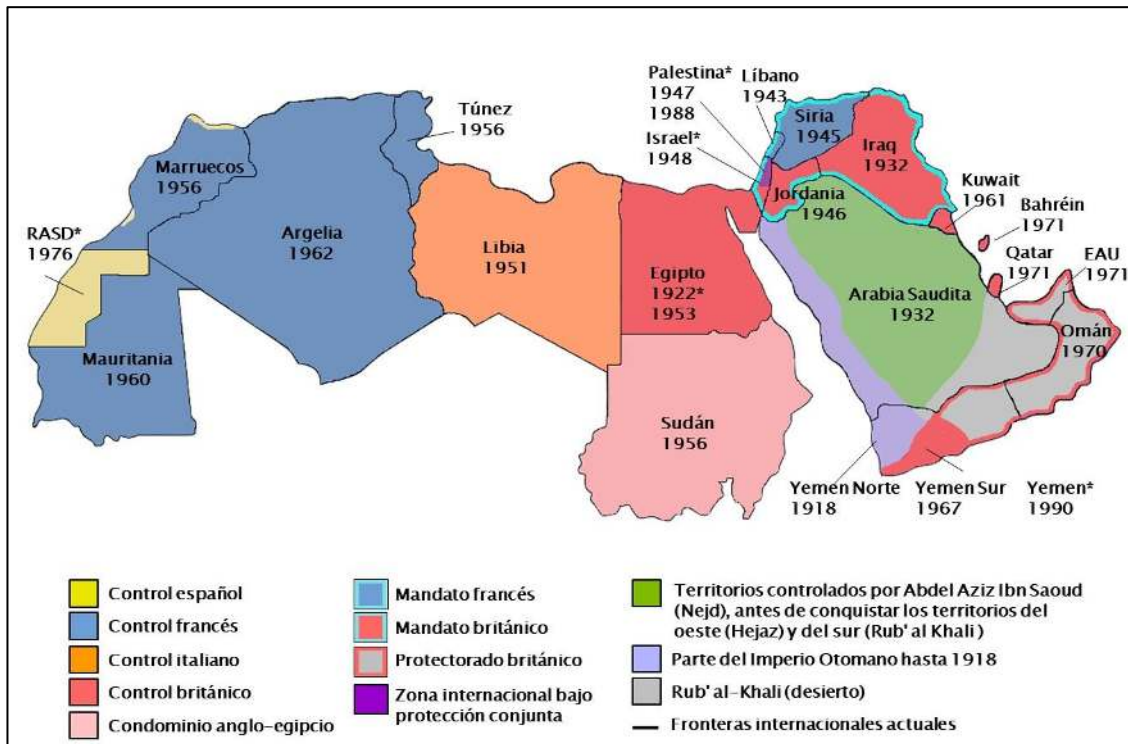 Túnez
1956
Marruecos
1956
RASD*
1976
Argelia
1962
Mauritania
1960
Libia
1951
Palestina*
1947
1988
Israel*
1948
Líbano
1943
Siria
1945
Iraq
1932
Jordania
1946
Kuwait
1961
Bahréin
1971
Qatar
1971
EAU
1971
Egipto
1922*
1953
Arabia Saudita
1932
Omán
1970
Sudán
1956
Yemen Norte
1918
Yemen Sur
1967
Yemen*
1990
Control español
Control francés
Control italiano
Control británico
Condominio anglo-egipcio
Mandato francés
Mandato británico
Protectorado británico
Zona internacional bajo
protección conjunta
Territorios controlados por Abdel Aziz Ibn Saoud
(Nejd), antes de conquistar los territorios del
oeste (Hejaz) y del sur (Rub' al Khali )
Parte del Imperio Otomano hasta 1918
Rub' al-Khali (desierto)
Fronteras internacionales actuales